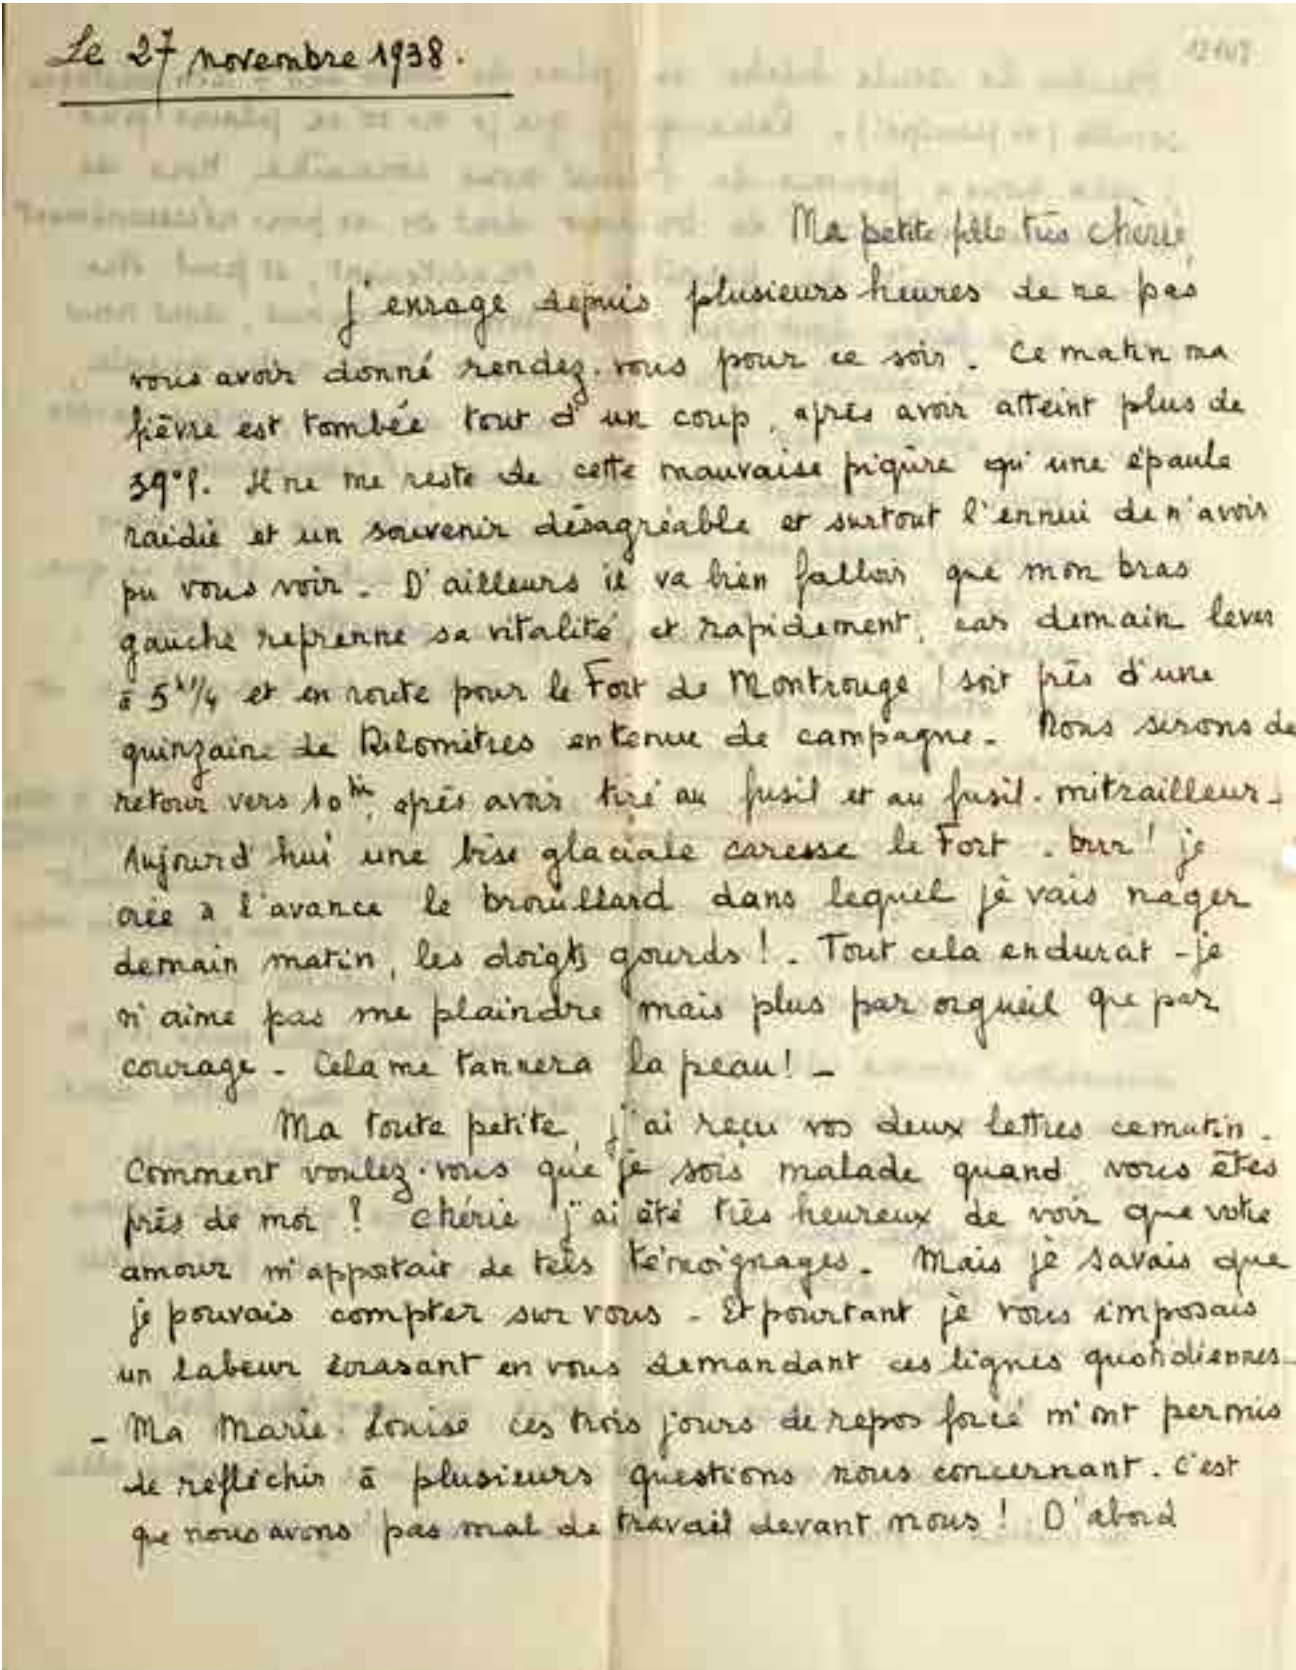 Le 27 novembre 1938.
Ma petite fille très chérie,
J'enrage depuis plusieurs heures de ne pas
vous avoir donné rendez-vous pour ce soir. Ce matin ma
fièvre est tombée tout d'un coup, après avoir atteint plus de
39°. Il ne me reste de cette mauvaise piqûre qu'une épaule
raidie et un souvenir désagréable et surtout l'ennui de n'avoir
pu vous voir. D'ailleurs il va bien falloir que mon bras
gauche reprenne sa vitalité, et rapidement, car demain lever
à 5h 1/4 et en route pour le Fort de Montrouge ! soit près d'une
quinzaine de kilomètres en tenue de campagne. Nous serons de
retour vers 10h après avoir tiré au fusil et au fusil-mitrailleur.
Aujourd'hui une bise glaciale caresse le Fort. brrr ! je
crée à l'avance le brouillard dans lequel je vais nager
demain matin, les doigts gourds !. Tout cela endurcit - je
n'aime pas me plaindre mais plus par orgueil que par
courage - Cela me tannera la peau ! -
Ma toute petite, j'ai reçu vos deux lettres ce matin.
Comment voulez-vous que je sois malade quand vous êtes
près de moi ? chérie j'ai été très heureux de voir que votre
amour m'apportait de tels témoignages. Mais je savais que
je pouvais compter sur vous - Et pourtant je vous imposais
un labeur écrasant en vous demandant ces lignes quotidiennes -
- Ma Marie-Louise ces trois jours de repos forcé m'ont permis
de réfléchir à plusieurs questions nous concernant. C'est
que nous avons pas mal de travail devant nous ! D'abord